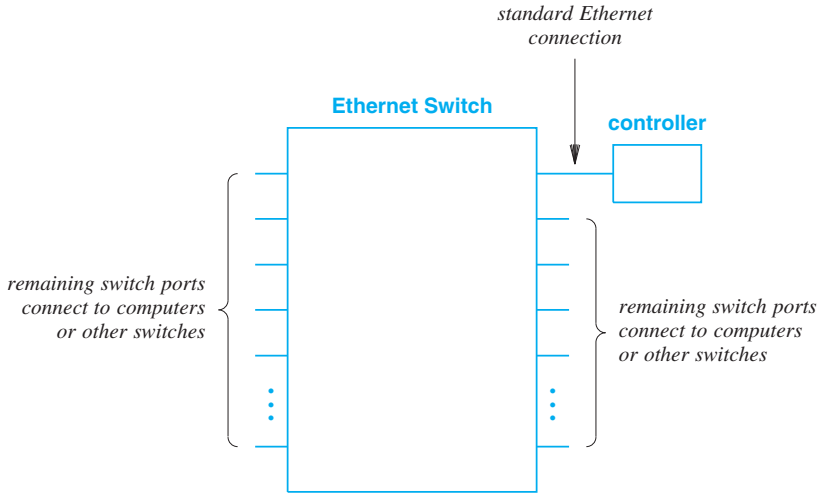 standard Ethernet
connection
Ethernet Switch
controller
remaining switch ports
connect to computers
or other switches
remaining switch ports
connect to computers
or other switches